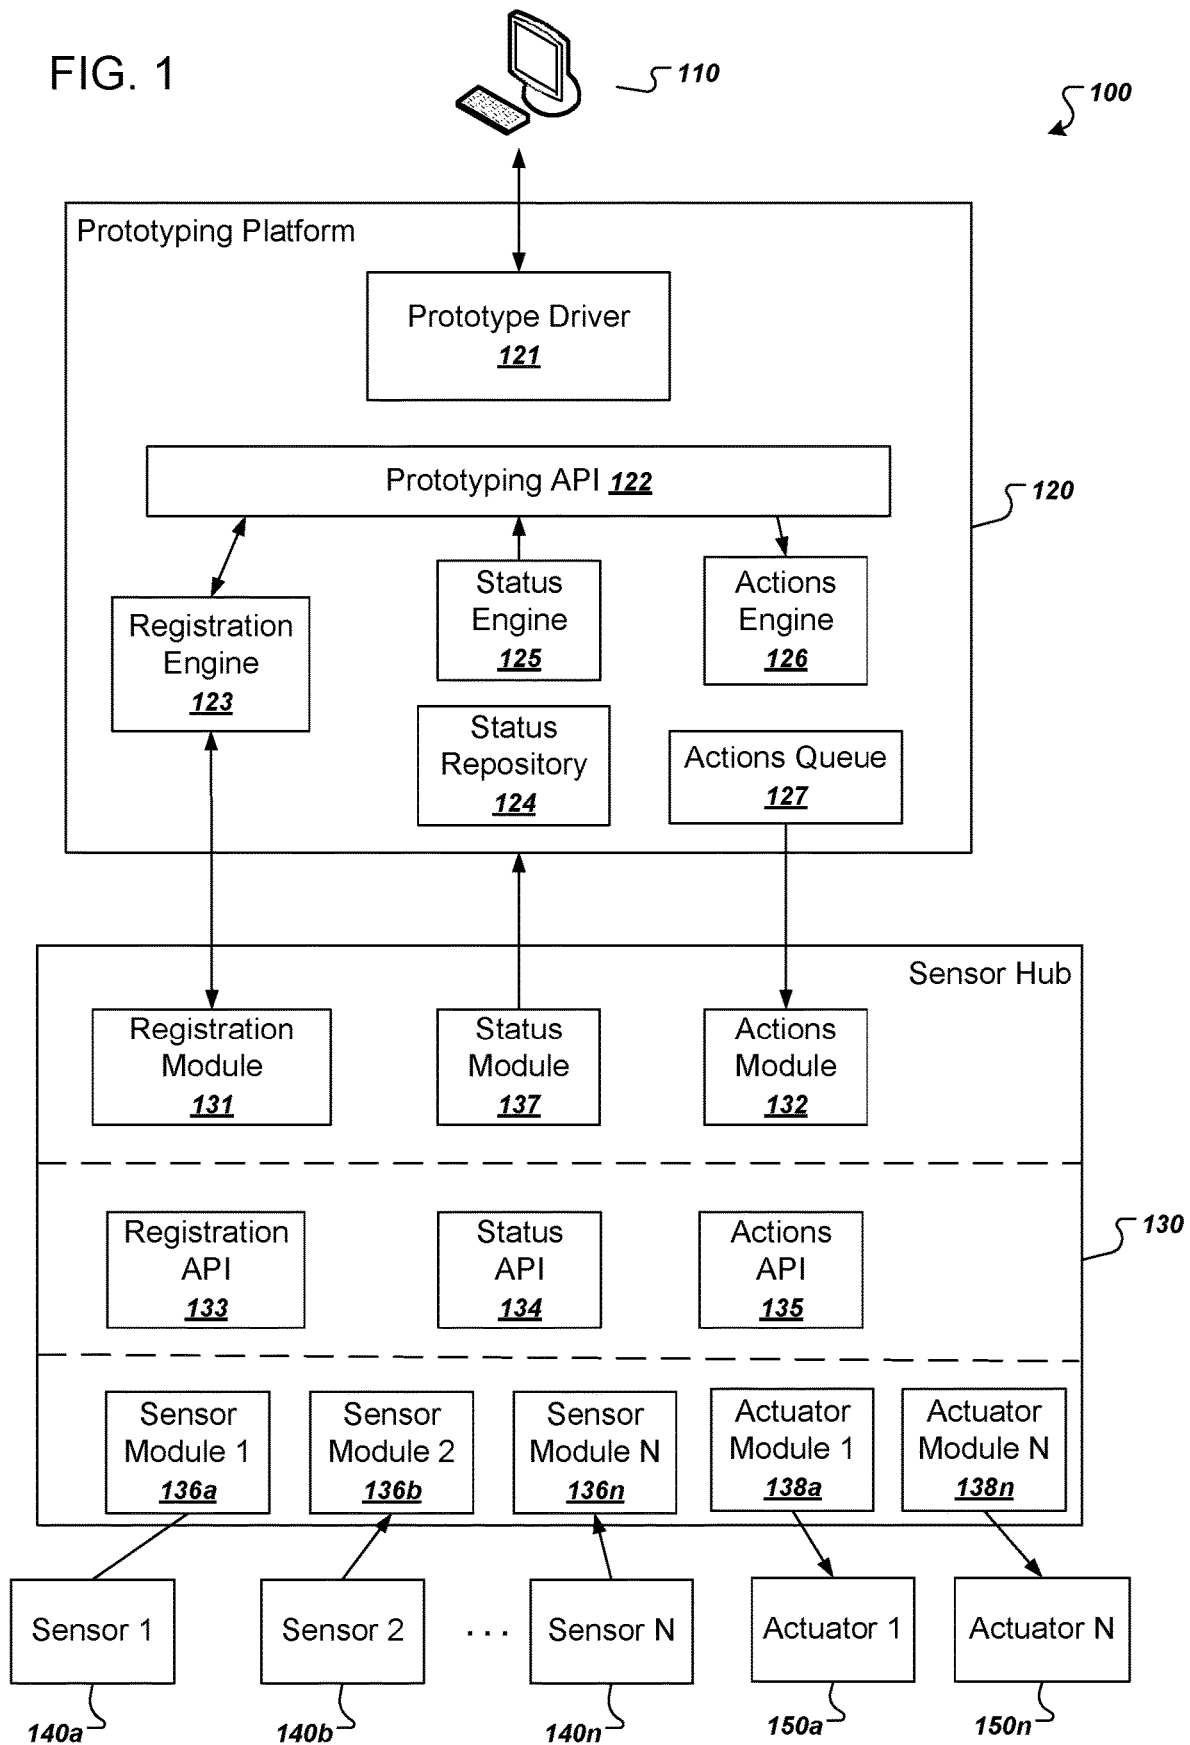 FIG. 1
110
100
Prototyping Platform
Prototype Driver
121
Prototyping API 122
120
Registration
Engine
123
Status
Engine
125
Actions
Engine
126
Status
Repository
124
Actions Queue
127
Sensor Hub
Registration
Module
131
Status
Module
137
Actions
Module
132
130
Registration
API
133
Status
API
134
Actions
API
135
Sensor
Module 1
136a
Sensor
Module 2
136b
Sensor
Module N
136n
Actuator
Module 1
138a
Actuator
Module N
138n
Sensor 1
Sensor 2
. . .
Sensor N
Actuator 1
Actuator N
140a
140b
140n
150a
150n